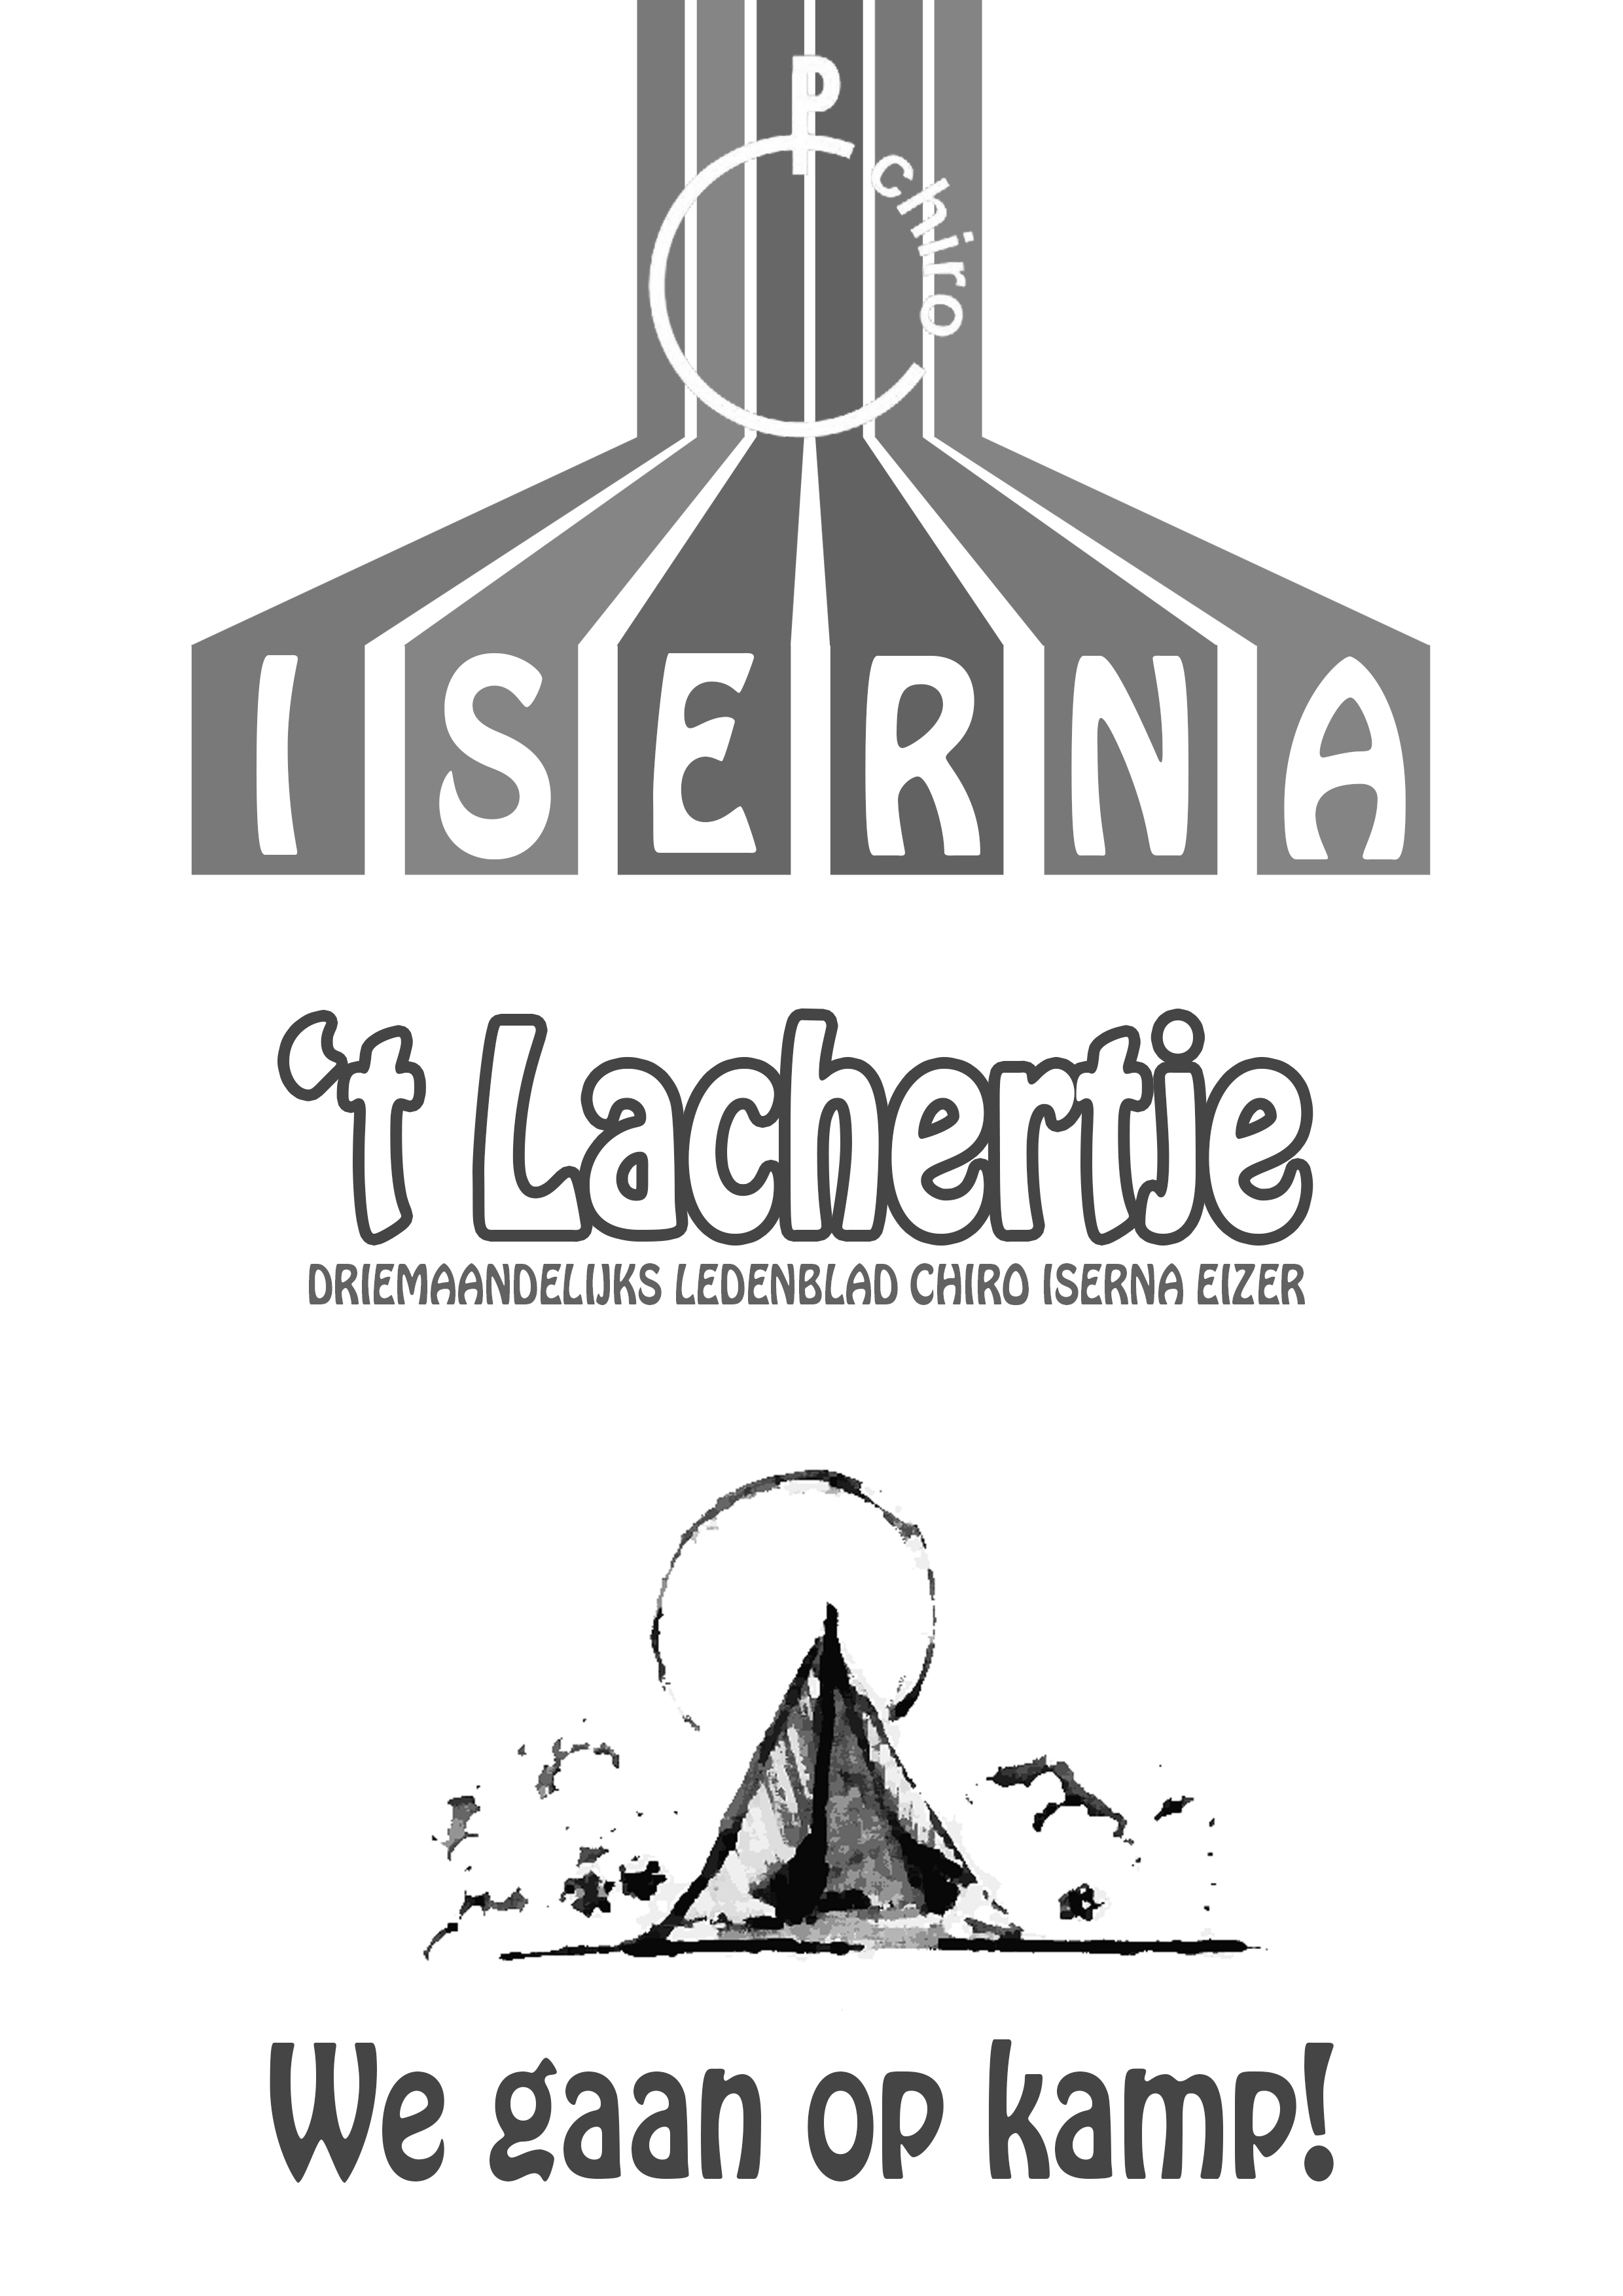 P
chiro
ISERNA
't Lachertje
DRIEMAANDELIJKS LEDENBLAD CHIRO ISERNA EIZER
We gaan op kamp!